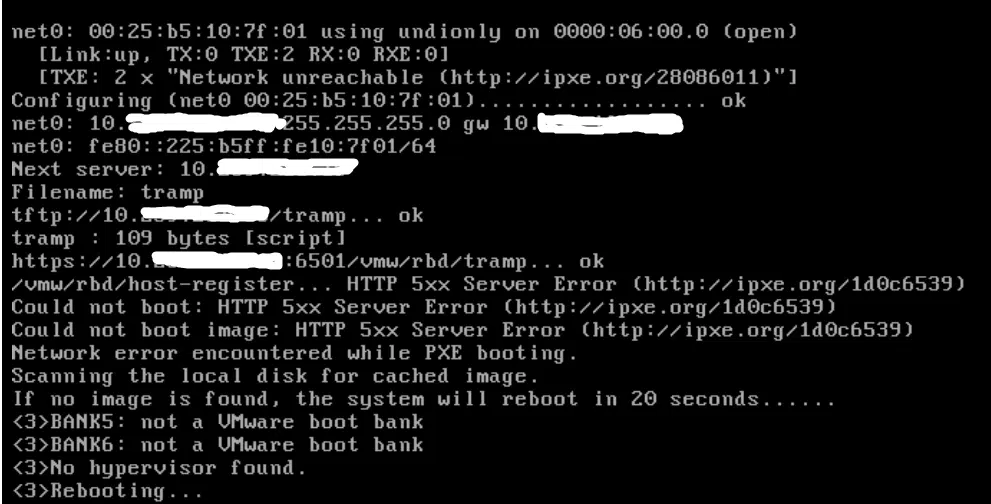 net0: 00:25:b5:10:7f:01 using undionly on 0000:06:00.0 (open)
[Link:up, TX:0 TXE:2 RX:0 RXE:0]
[TXE: 2 x "Network unreachable (http://ipxe.org/28086011)"]
Configuring (net0 00:25:b5:10:7f:01).................. ok
net0: 10. 255.255.255.0 gw 10.
net0: fe80::225:b5ff:fe10:7f01/64
Next server: 10.
Filename: tramp
tftp://10. /tramp... ok
tramp : 109 bytes [script]
https://10. :6501/vmw/rbd/tramp... ok
/vmw/rbd/host-register... HTTP 5xx Server Error (http://ipxe.org/1d0c6539)
Could not boot: HTTP 5xx Server Error (http://ipxe.org/1d0c6539)
Could not boot image: HTTP 5xx Server Error (http://ipxe.org/1d0c6539)
Network error encountered while PXE booting.
Scanning the local disk for cached image.
If no image is found, the system will reboot in 20 seconds......
<3>BANK5: not a VMware boot bank
<3>BANK6: not a VMware boot bank
<3>No hypervisor found.
<3>Rebooting...